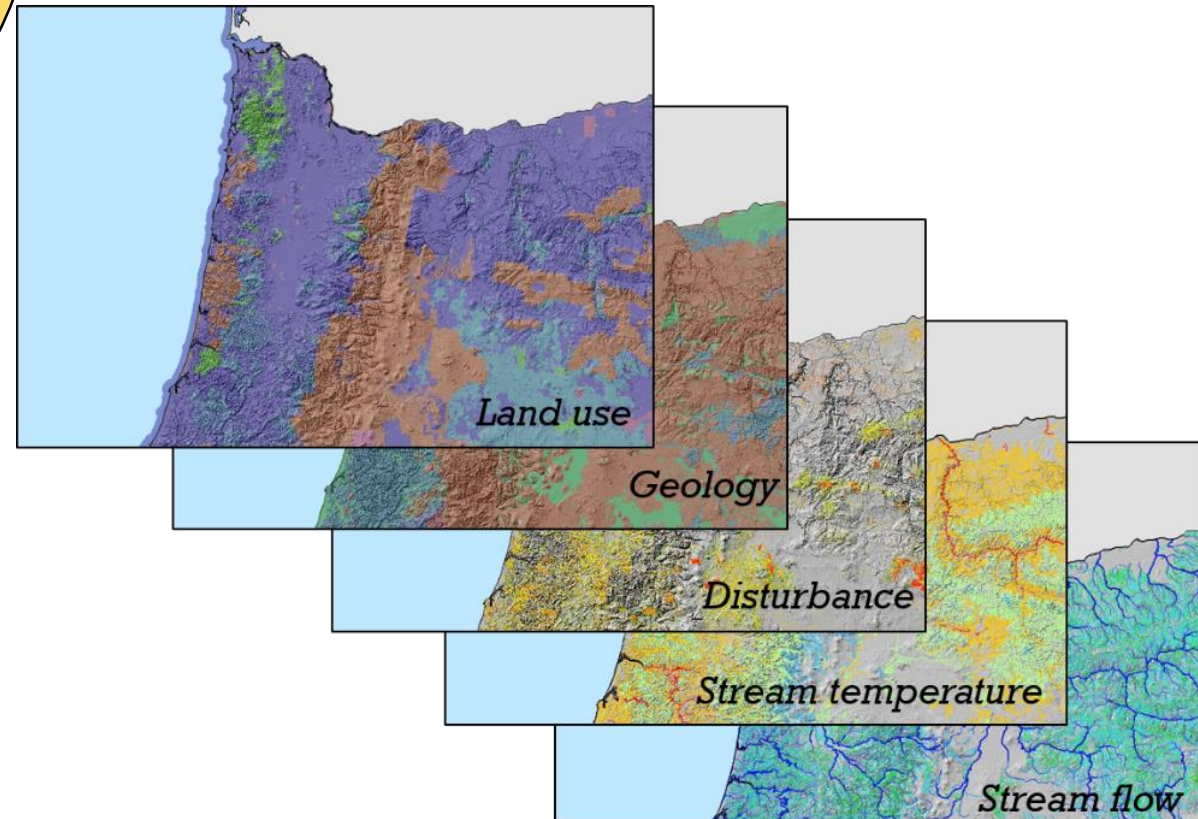 Land use
Geology
Disturbance
Stream temperature
Stream flow